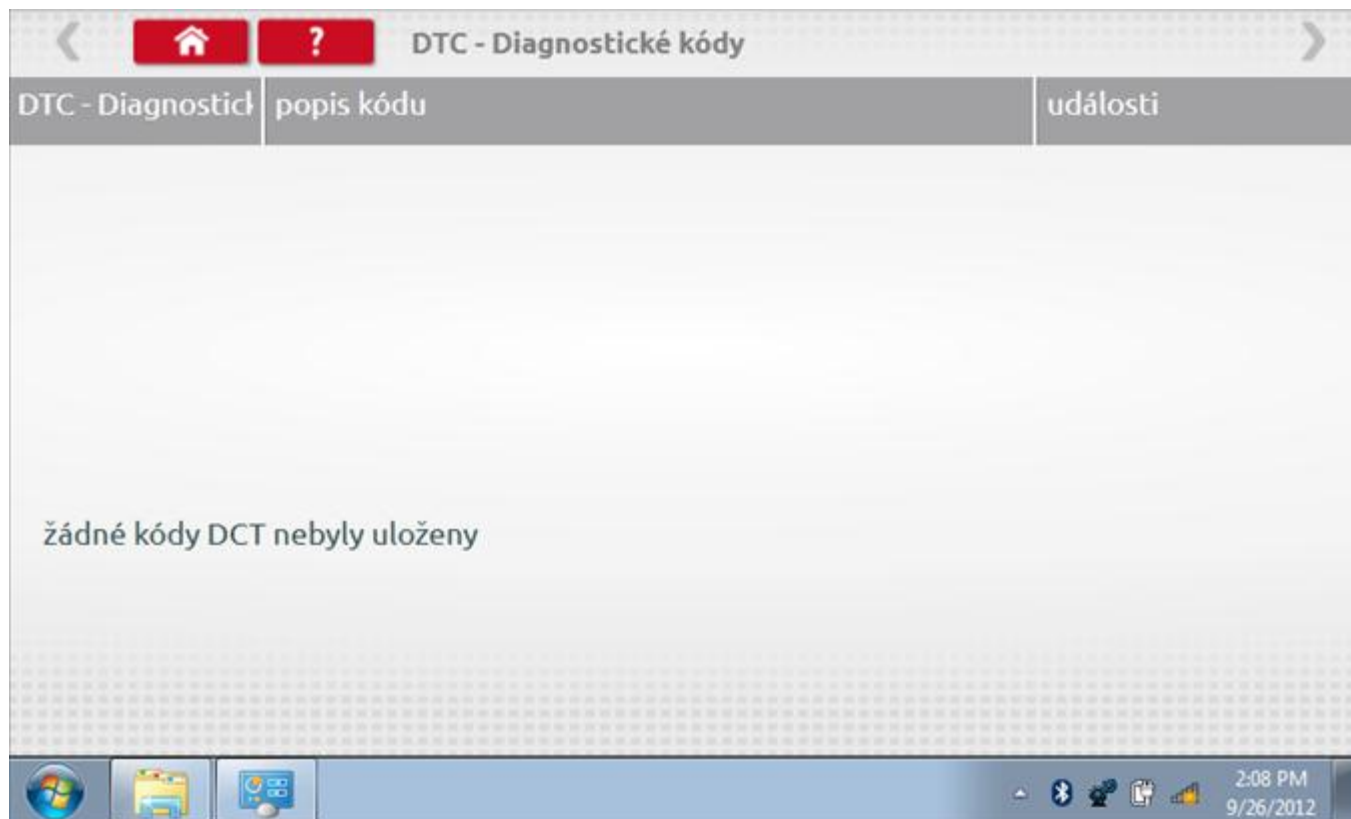 ? DTC - Diagnostické kódy
DTC - Diagnostick popis kódu události
žádné kódy DCT nebyly uloženy
2:08 PM
9/26/2012